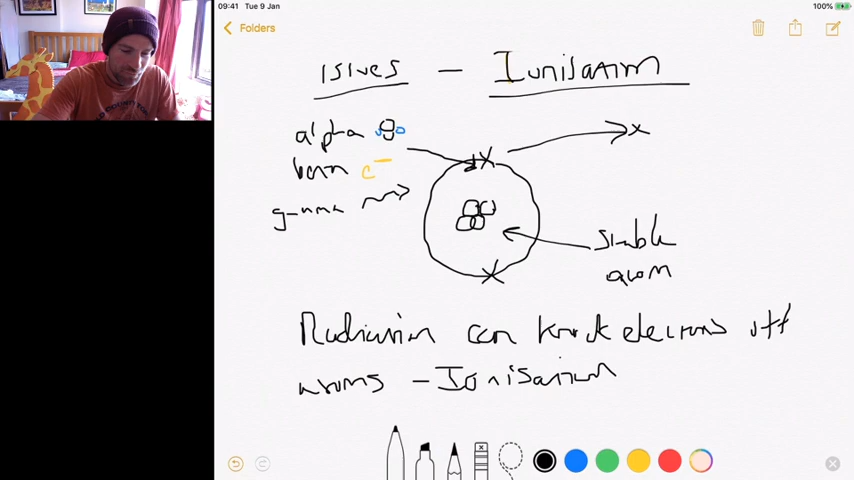 09:41 Tue 9 Jan
100%
Folders
Issues - Ionisation
alpha
e-
gamma
stable
atom
Radiation can knock electrons off
atoms - Ionisation